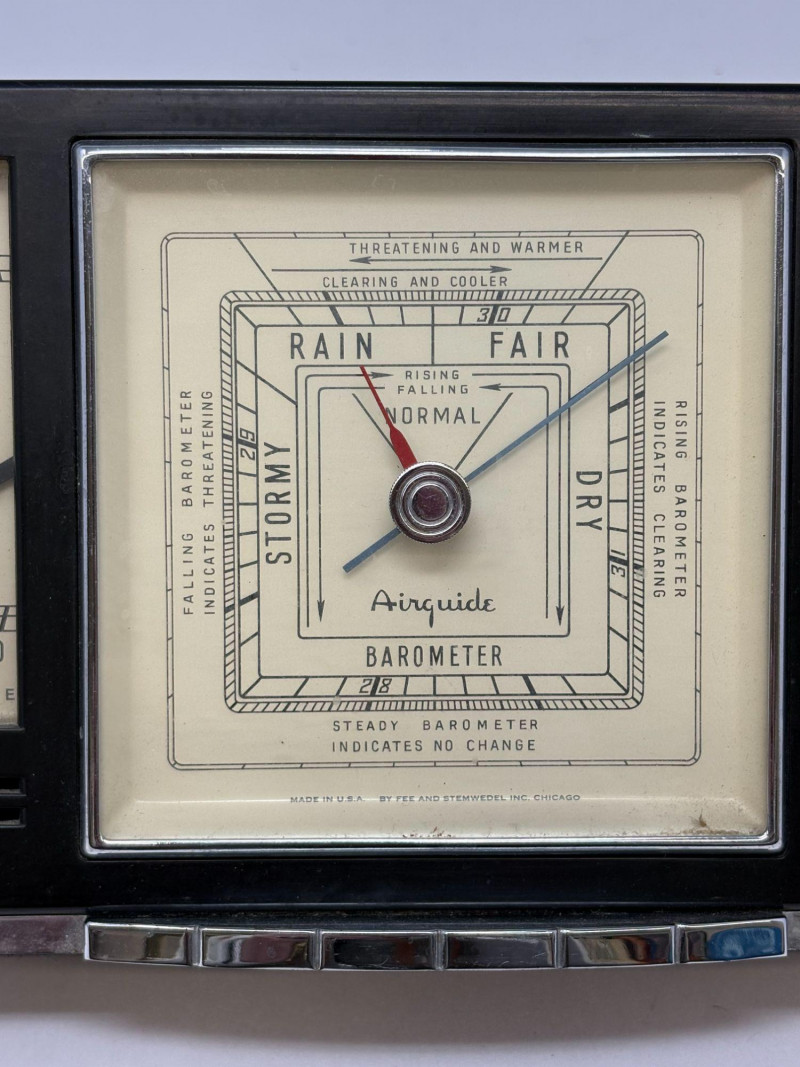 THREATENING AND WARMER
CLEARING AND COOLER
30
RAIN
FAIR
RISING
FALLING
NORMAL
FALLING BAROMETER
INDICATES THREATENING
29
STORMY
DRY
31
RISING BAROMETER
INDICATES CLEARING
Airguide
BAROMETER
28
STEADY BAROMETER
INDICATES NO CHANGE
MADE IN U.S.A. BY FEE AND STEMWEDEL INC. CHICAGO
E